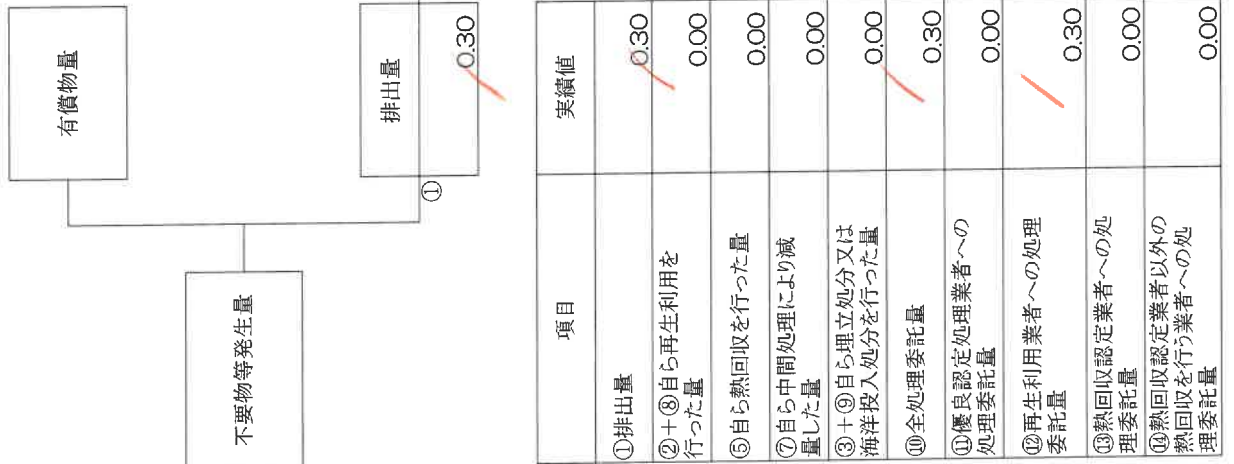 有償物量
不要物等発生量
①
排出量
0.30
項目
実績値
①排出量
0.30
②+⑧自ら再生利用を
行った量
0.00
⑤自ら熱回収を行った量
0.00
⑦自ら中間処理により減
量した量
0.00
③+⑨自ら埋立処分又は
海洋投入処分を行った量
0.00
⑩全処理委託量
0.30
⑪優良認定処理業者への
処理委託量
0.00
⑫再生利用業者への処理
委託量
0.30
⑬熱回収認定業者への処
理委託量
0.00
⑭熱回収認定業者以外の
熱回収を行う業者への処
理委託量
0.00